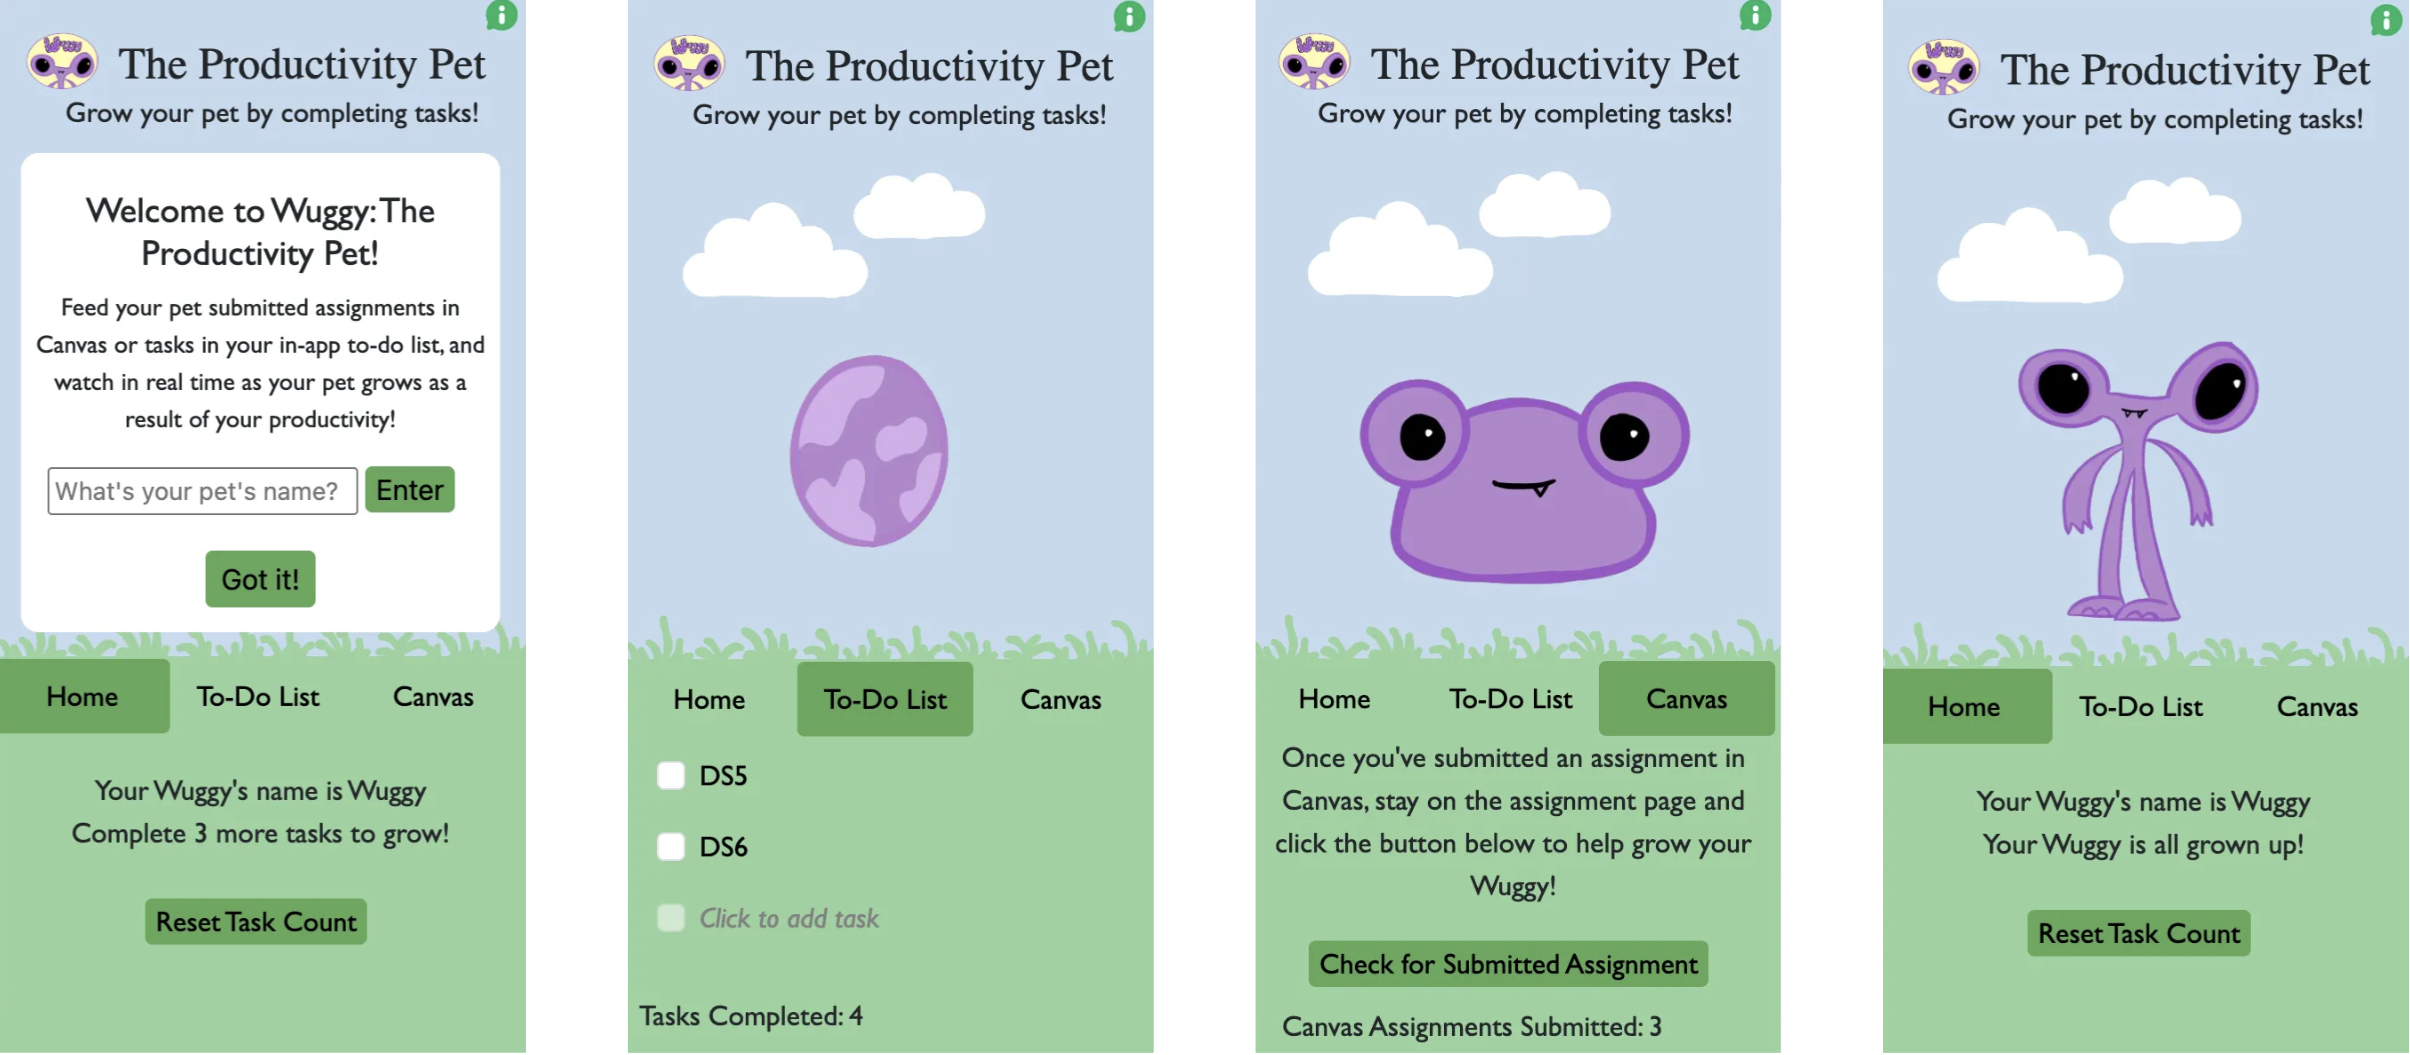 Wuggy
The Productivity Pet
Grow your pet by completing tasks!
Welcome to Wuggy: The
Productivity Pet!
Feed your pet submitted assignments in
Canvas or tasks in your in-app to-do list, and
watch in real time as your pet grows as a
result of your productivity!
What's your pet's name? Enter
Got it!
Home To-Do List Canvas
Your Wuggy's name is Wuggy
Complete 3 more tasks to grow!
Reset Task Count
Wuggy
The Productivity Pet
Grow your pet by completing tasks!
Home To-Do List Canvas
DS5
DS6
Click to add task
Tasks Completed: 4
Wuggy
The Productivity Pet
Grow your pet by completing tasks!
Home To-Do List Canvas
Once you've submitted an assignment in
Canvas, stay on the assignment page and
click the button below to help grow your
Wuggy!
Check for Submitted Assignment
Canvas Assignments Submitted: 3
Wuggy
The Productivity Pet
Grow your pet by completing tasks!
Home To-Do List Canvas
Your Wuggy's name is Wuggy
Your Wuggy is all grown up!
Reset Task Count